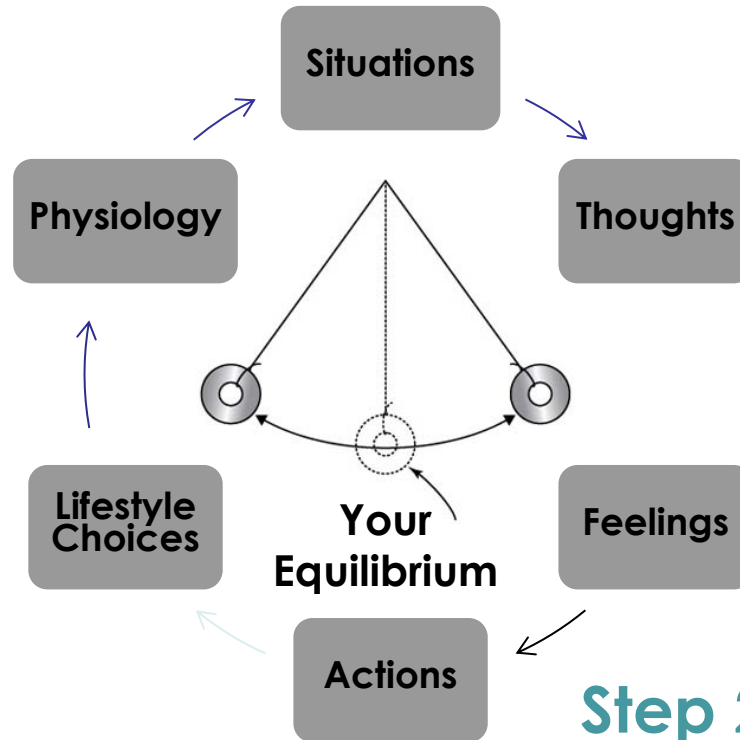 Situations
Physiology
Thoughts
Lifestyle
Choices
Your
Equilibrium
Feelings
Actions
Step